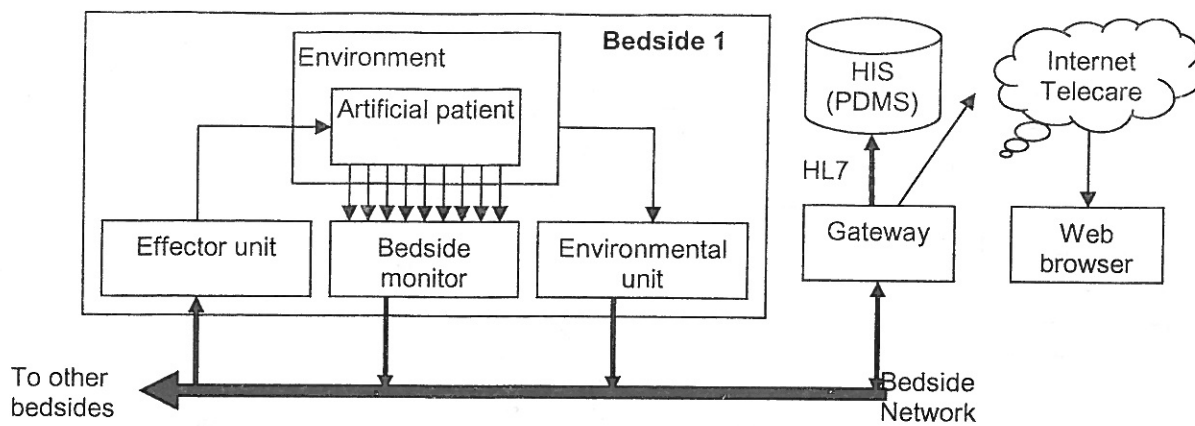 Bedside 1
Environment
Artificial patient
Effector unit
Bedside
monitor
Environmental
unit
HIS
(PDMS)
HL7
Gateway
Internet
Telecare
Web
browser
To other
bedsides
Bedside
Network